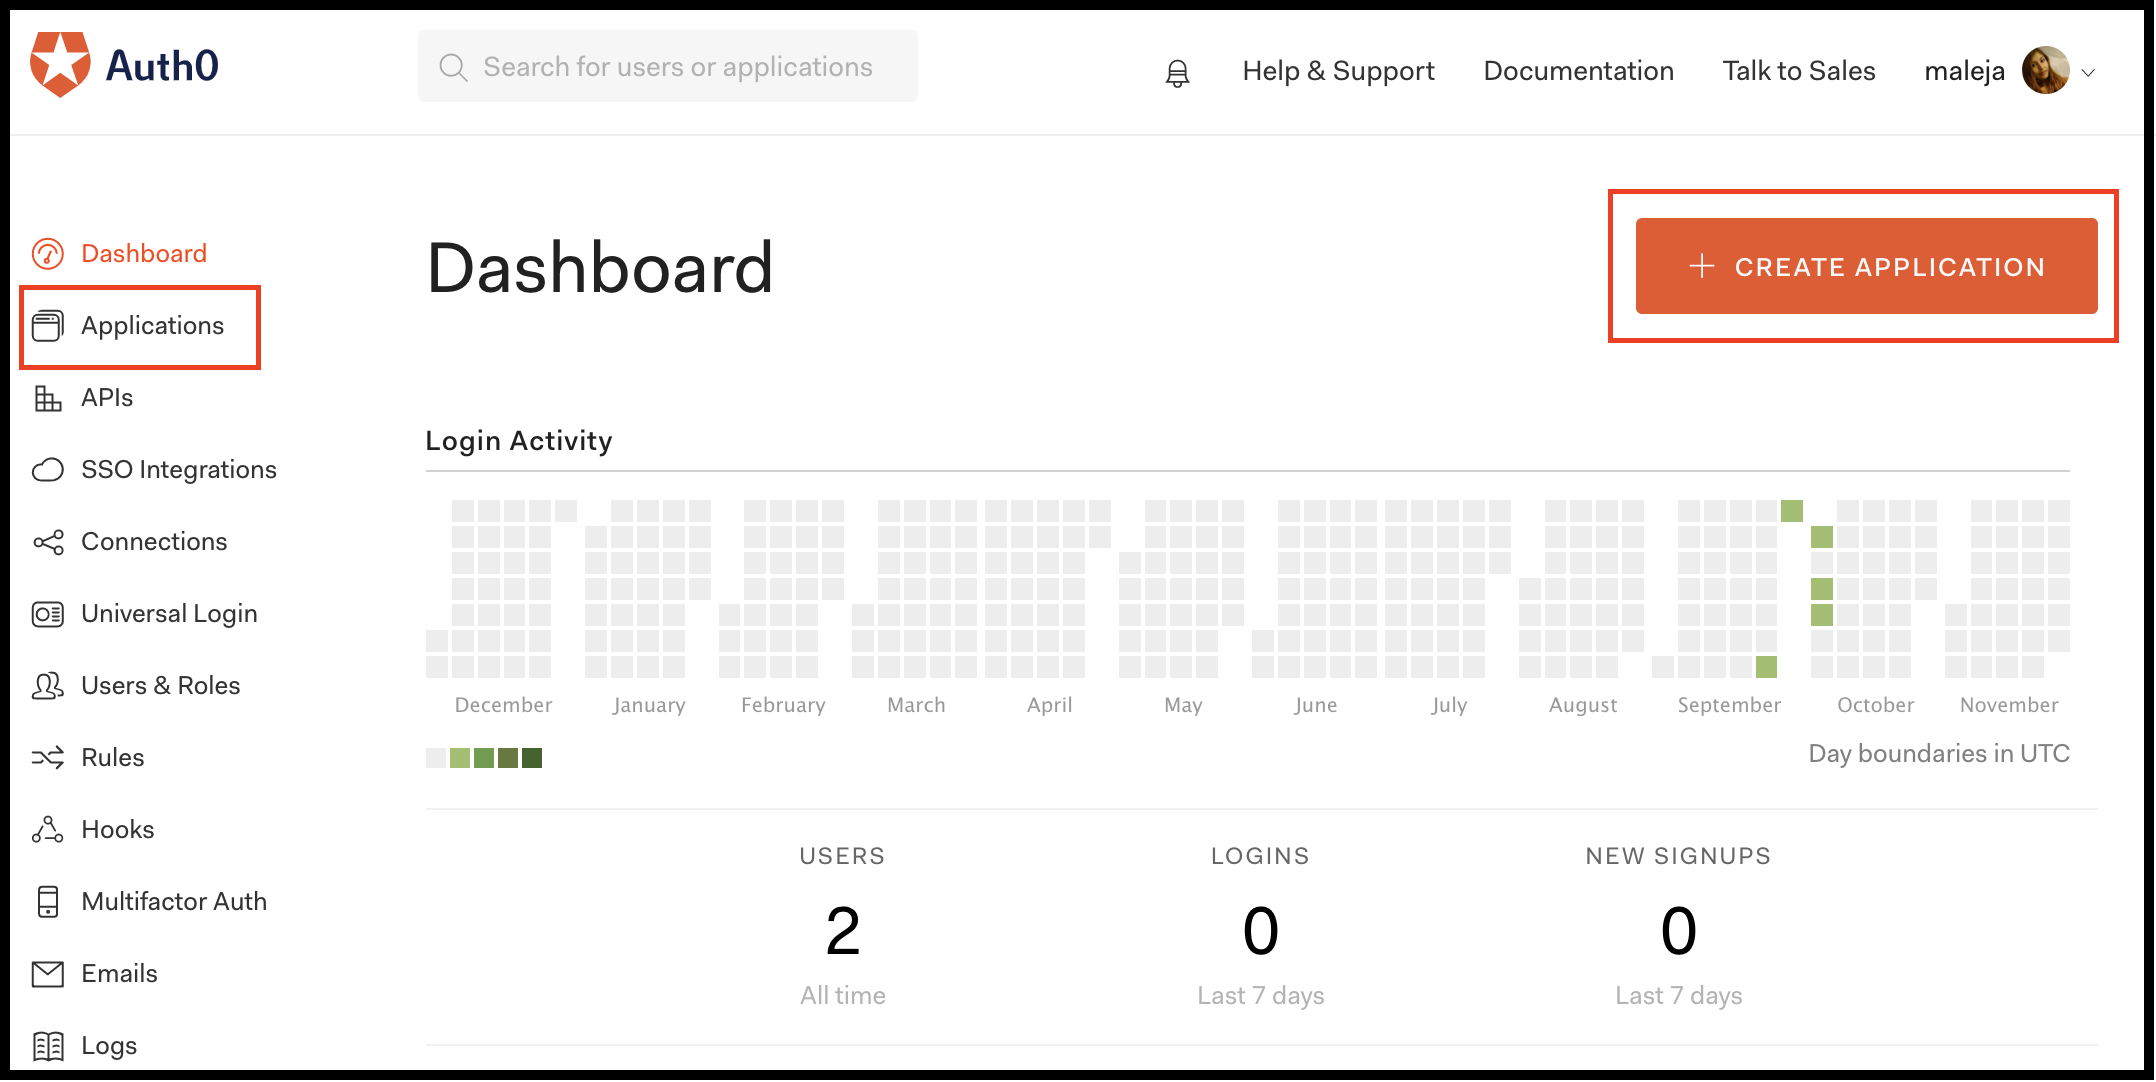 Auth0
Search for users or applications
Help & Support
Documentation
Talk to Sales
maleja
Dashboard
Applications
APIs
SSO Integrations
Connections
Universal Login
Users & Roles
Rules
Hooks
Multifactor Auth
Emails
Logs
Dashboard
+ CREATE APPLICATION
Login Activity
December January February March April May June July August September October November
Day boundaries in UTC
USERS
2
All time
LOGINS
0
Last 7 days
NEW SIGNUPS
0
Last 7 days